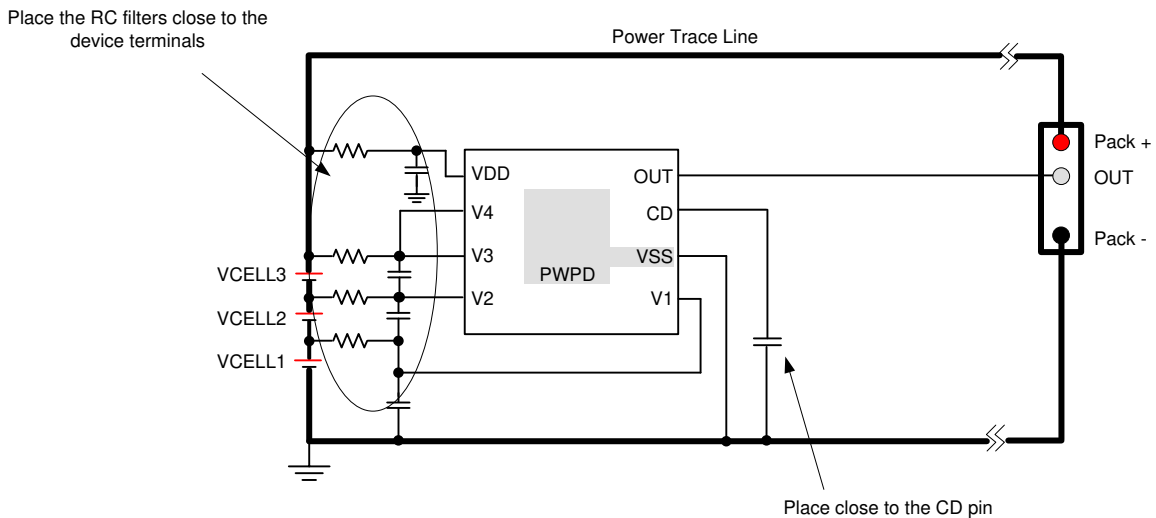 Place the RC filters close to the
device terminals
Power Trace Line
Pack +
OUT
Pack -
VDD
V4
V3
V2
OUT
CD
VSS
V1
PWPD
VCELL3
VCELL2
VCELL1
Place close to the CD pin